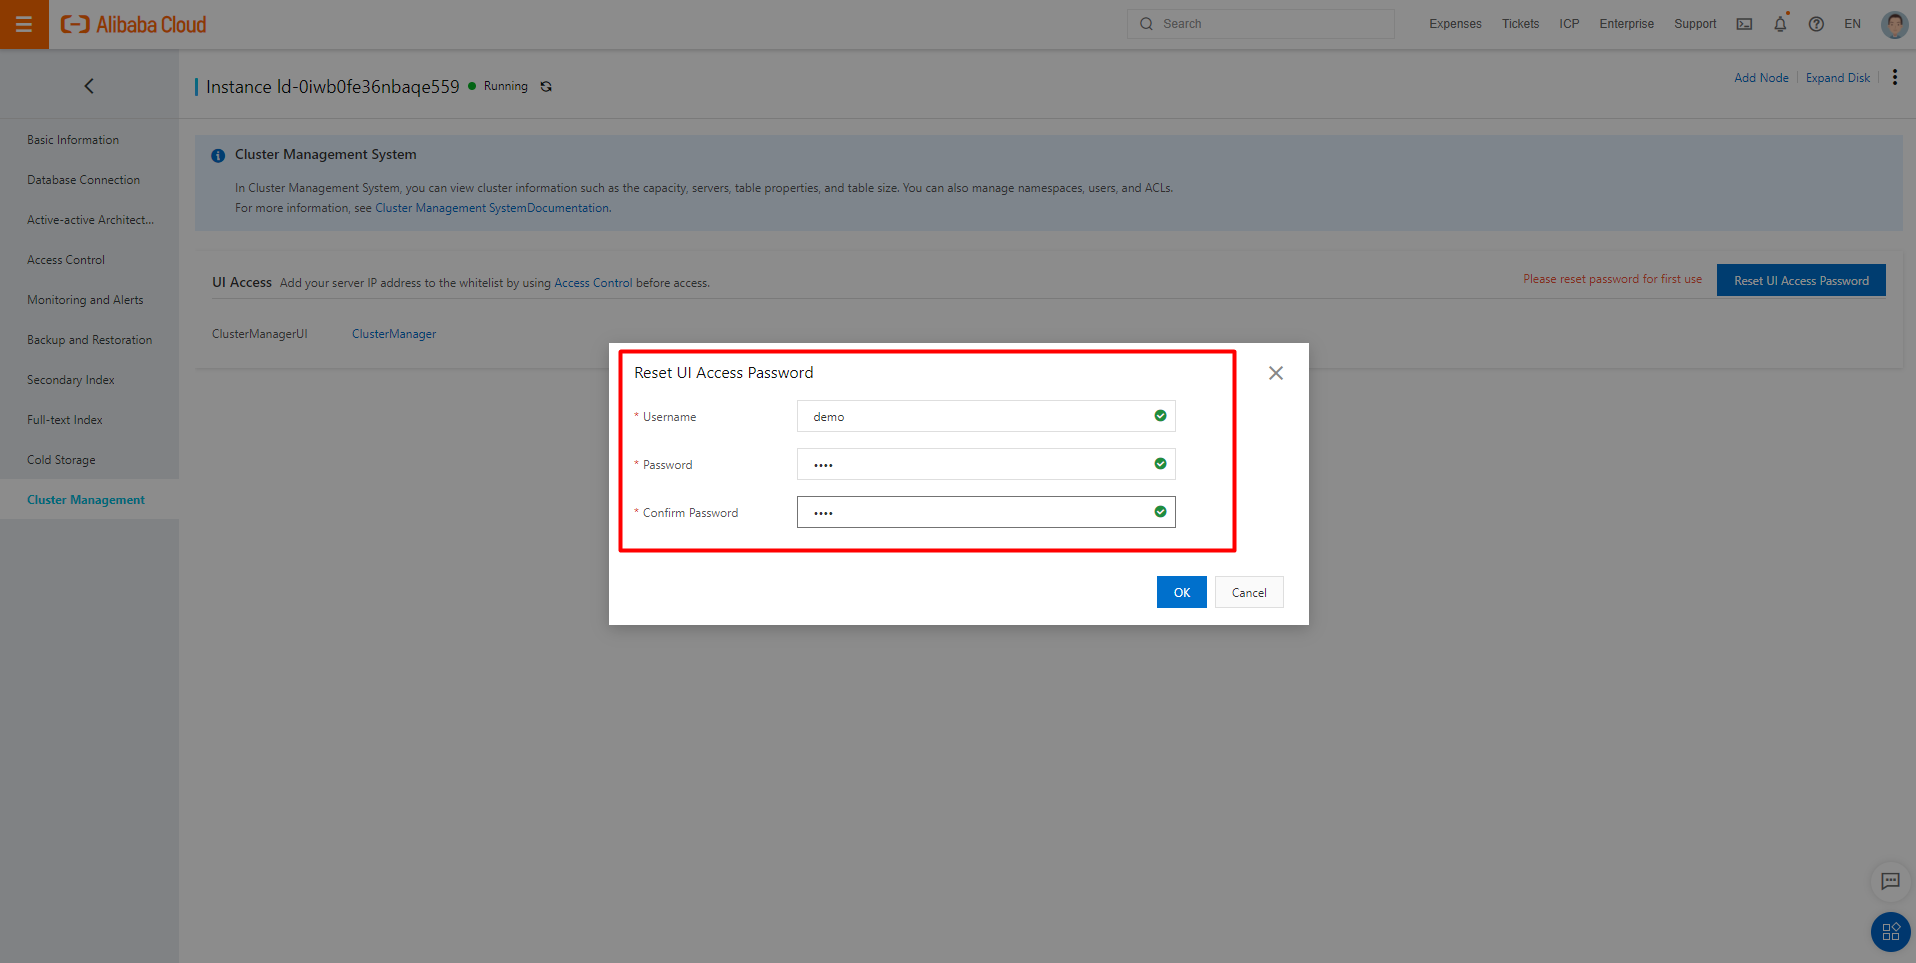 Alibaba Cloud
Search
Expenses
Tickets
ICP
Enterprise
Support
EN
Instance ld-0iwb0fe36nbaqe559
Running
Add Node
Expand Disk
Basic Information
Database Connection
Active-active Architect...
Access Control
Monitoring and Alerts
Backup and Restoration
Secondary Index
Full-text Index
Cold Storage
Cluster Management
Cluster Management System
In Cluster Management System, you can view cluster information such as the capacity, servers, table properties, and table size. You can also manage namespaces, users, and ACLs.
For more information, see Cluster Management SystemDocumentation.
UI Access Add your server IP address to the whitelist by using Access Control before access.
Please reset password for first use
Reset UI Access Password
ClusterManagerUI
ClusterManager
Reset UI Access Password
* Username
demo
* Password
••••
* Confirm Password
••••
OK
Cancel